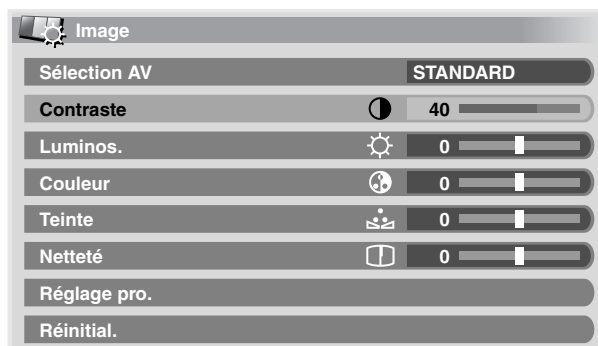 Image
Sélection AV STANDARD
Contraste 40
Luminos. 0
Couleur 0
Teinte 0
Netteté 0
Réglage pro.
Réinitial.